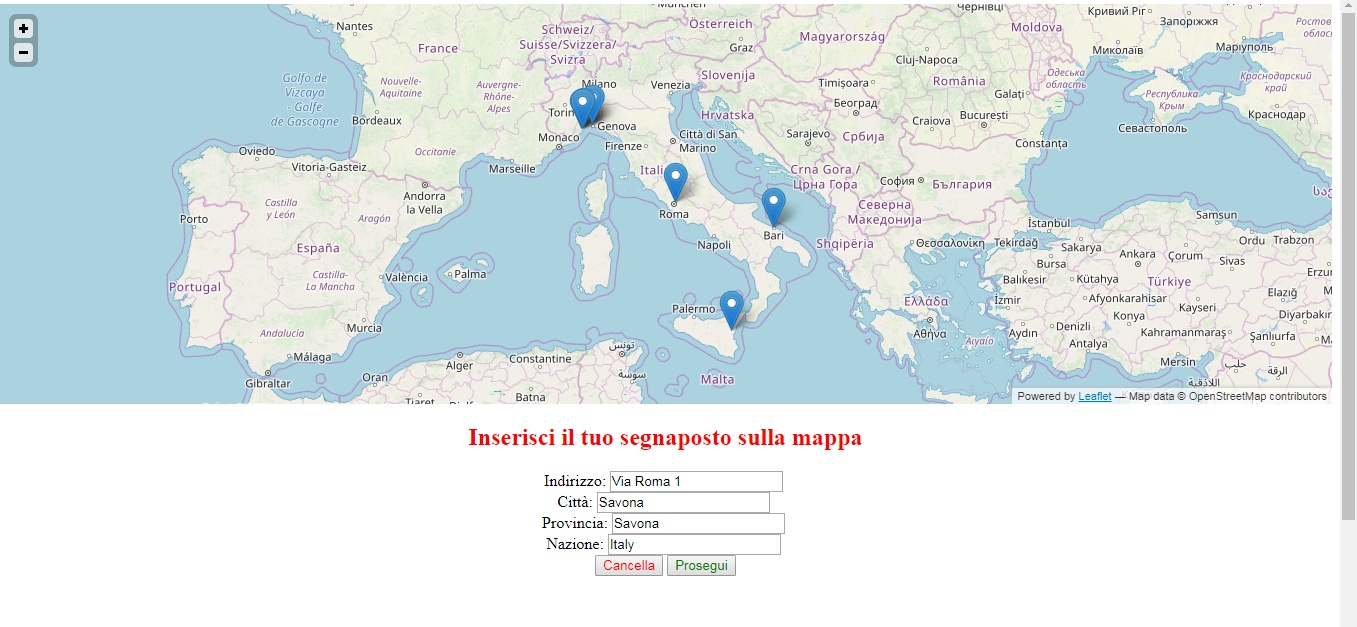 +
−
Nantes
France
Schweiz/
Suisse/Svizzera/
Svizra
Österreich
Graz
Magyarország
Чернівці
Кривий Ріг
Запоріжжя
Moldova
Миколаїв
Маріуполь
Cluj-Napoca
Slovenija
Golfo de
Vizcaya
- Golfe
de Gascogne
Nouvelle-
Aquitaine
Auvergne-
Rhône-
Alpes
Milano
Venezia
Timișoara
România
Одеська
область
Краснодарский
край
Galați
Република
Крым
Bordeaux
Torin
Genova
Hrvatska
Београд
Craiova
București
Севастополь
Краснодар
Monaco
Firenze
Città di San
Marino
Sarajevo
Србија
Constanța
Oviedo
Vitoria-Gasteiz
Occitanie
Marseille
Itali
Crna Gora /
Црна Гора
София
България
Andorra
la Vella
Castilla
y León
Aragón
Porto
Roma
Северна
Македонија
İstanbul
Samsun
Bari
Napoli
Shqipëria
Θεσσαλονίκη
Tekirdağ
Sakarya
Ordu
Trabzon
España
Ankara
Çorum
Sivas
Bursa
Erzu
Portugal
Castilla-
La Mancha
València
Palma
Balıkesir
Kütahya
Türkiye
Elazığ
Palermo
Ελλάδα
İzmir
Afyonkarahisar
Kayseri
Diyarbakır
Andalucía
Murcia
Αθήνα
Αιγαίο
Aydın
Denizli
Konya
Kahramanmaraş
Şanlıurfa
Antalya
Málaga
Alger
Constantine
تونس
سوسة
Mersin
حلب
الرقة
اللاذقية
Gibraltar
Oran
Batna
Malta
Tiaret
Powered by Leaflet — Map data © OpenStreetMap contributors
Inserisci il tuo segnaposto sulla mappa
Indirizzo: Via Roma 1
Città: Savona
Provincia: Savona
Nazione: Italy
Cancella Prosegui